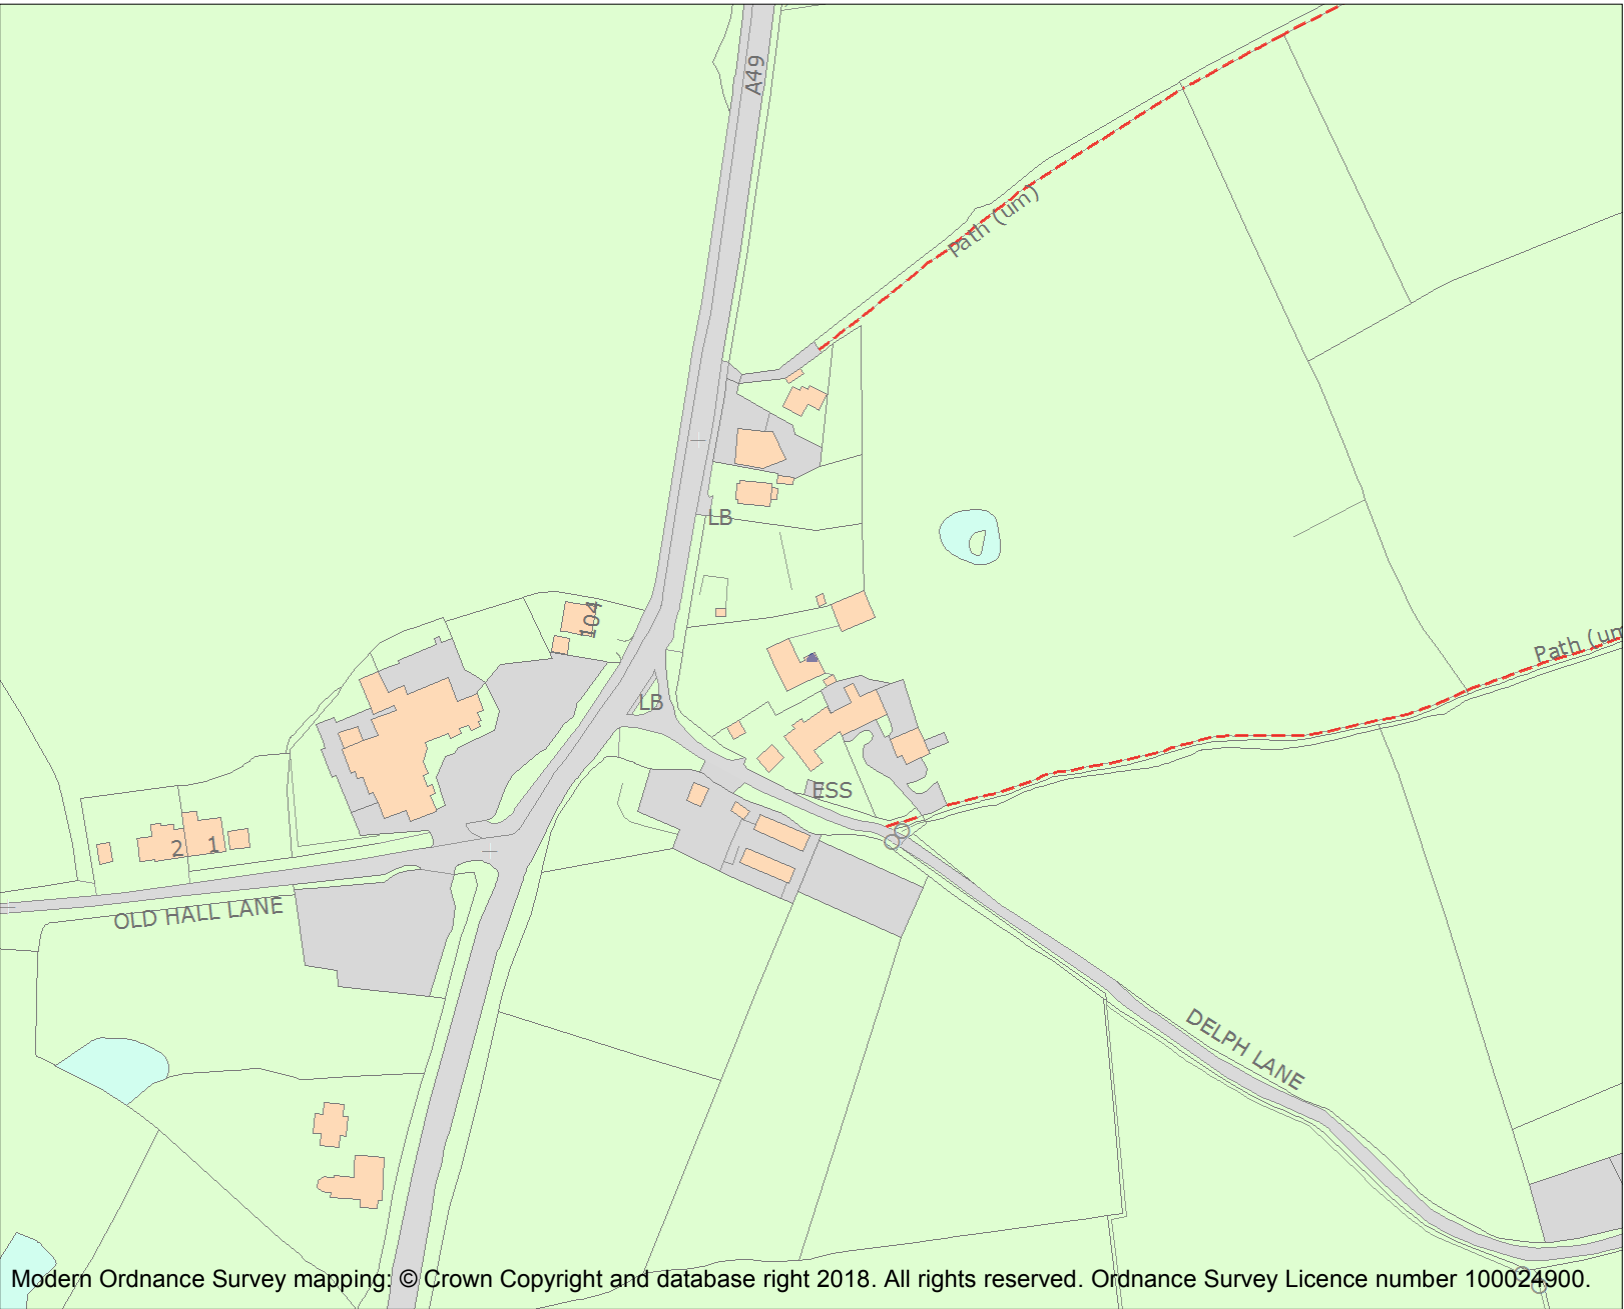 A49
Path (um)
LB
104
Path (um
LB
ESS
2 1
OLD HALL LANE
DELPH LANE
Modern Ordnance Survey mapping: © Crown Copyright and database right 2018. All rights reserved. Ordnance Survey Licence number 100024900.